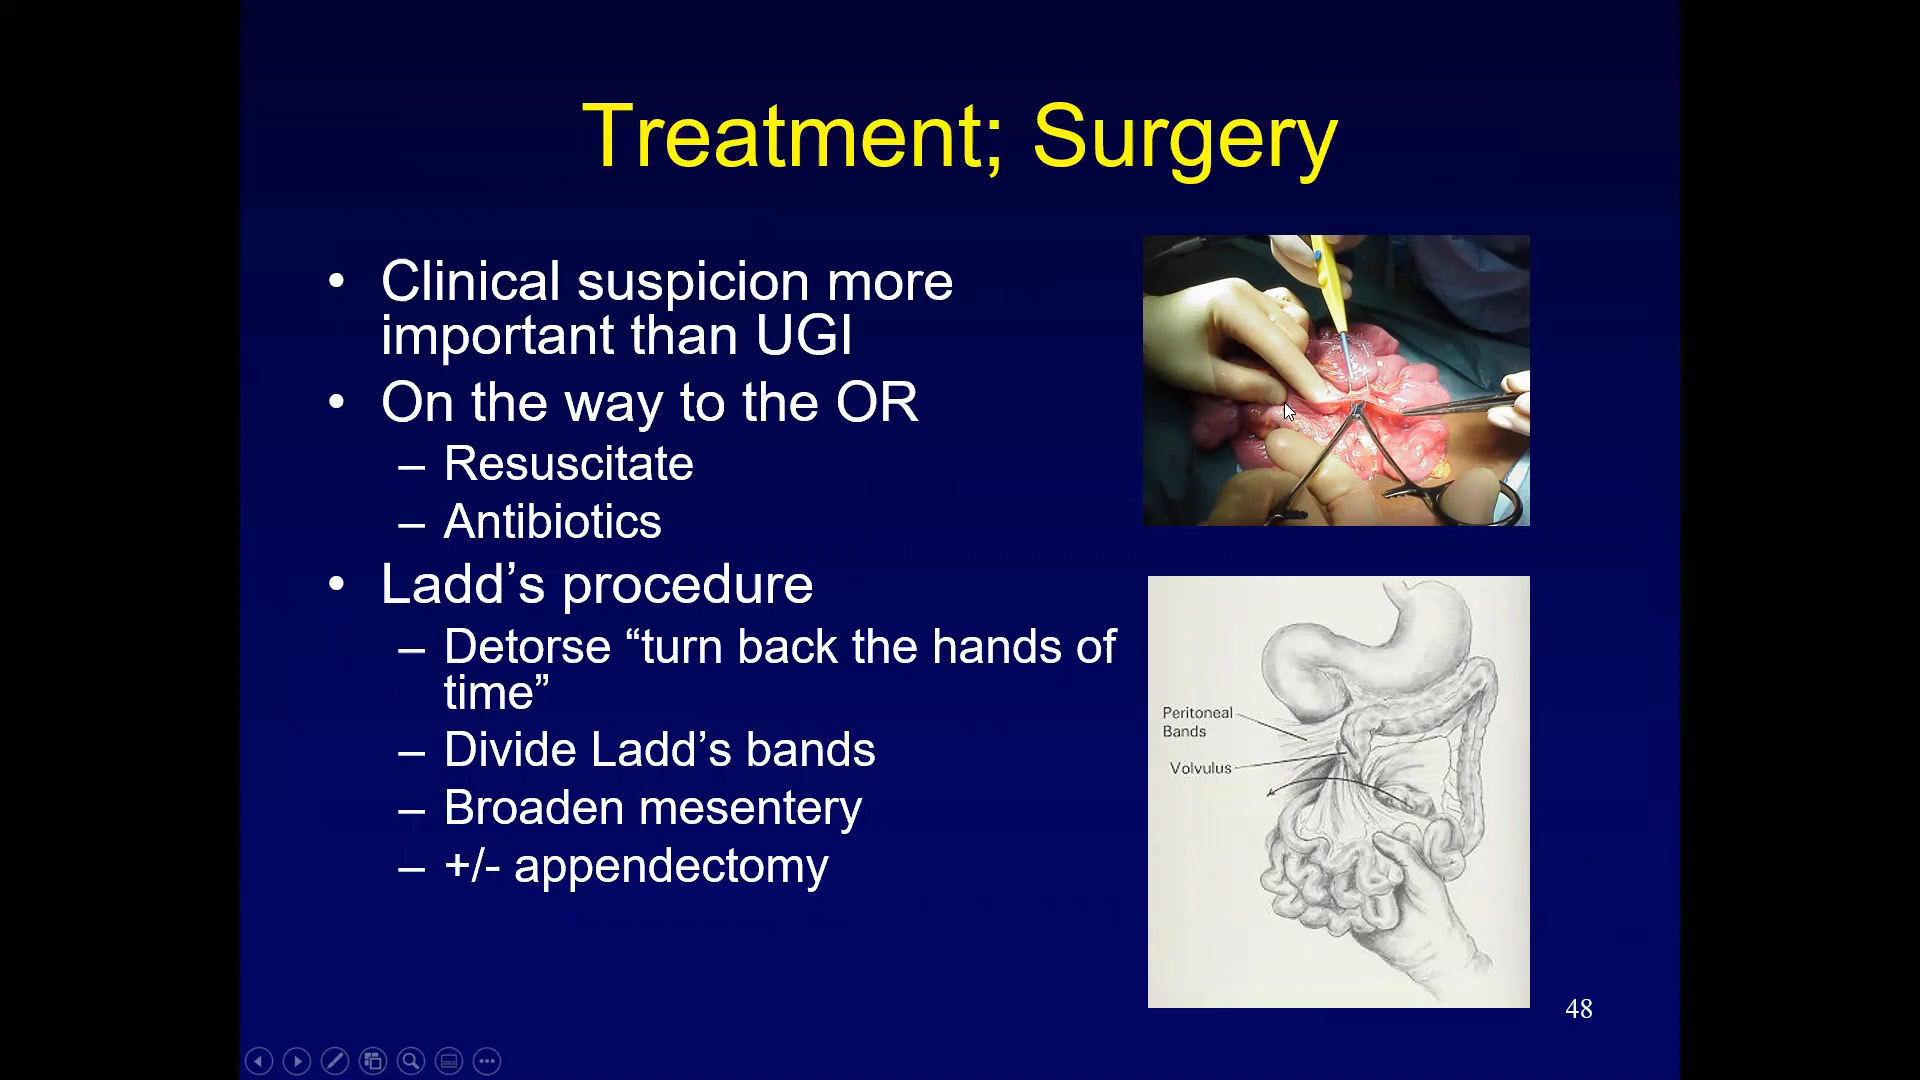 Treatment; Surgery
• Clinical suspicion more
important than UGI
• On the way to the OR
– Resuscitate
– Antibiotics
• Ladd’s procedure
– Detorse “turn back the hands of
time”
– Divide Ladd’s bands
– Broaden mesentery
– +/- appendectomy
Peritoneal
Bands
Volvulus
48